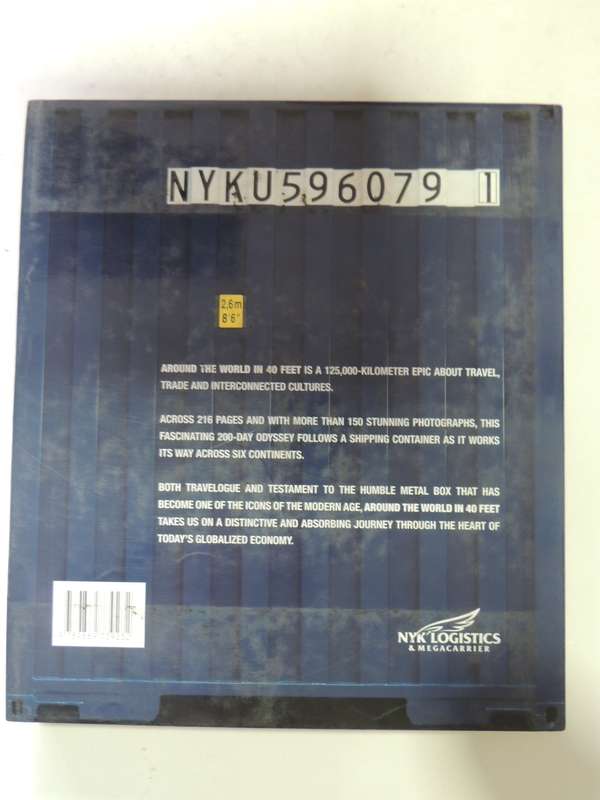 NYKU596079 1
2,6m
8'6"
AROUND THE WORLD IN 40 FEET IS A 125,000-KILOMETER EPIC ABOUT TRAVEL,
TRADE AND INTERCONNECTED CULTURES.
ACROSS 216 PAGES AND WITH MORE THAN 150 STUNNING PHOTOGRAPHS, THIS
FASCINATING 200-DAY ODYSSEY FOLLOWS A SHIPPING CONTAINER AS IT WORKS
ITS WAY ACROSS SIX CONTINENTS.
BOTH TRAVELOGUE AND TESTAMENT TO THE HUMBLE METAL BOX THAT HAS
BECOME ONE OF THE ICONS OF THE MODERN AGE, AROUND THE WORLD IN 40 FEET
TAKES US ON A DISTINCTIVE AND ABSORBING JOURNEY THROUGH THE HEART OF
TODAY'S GLOBALIZED ECONOMY.
NYK LOGISTICS
& MEGACARRIER